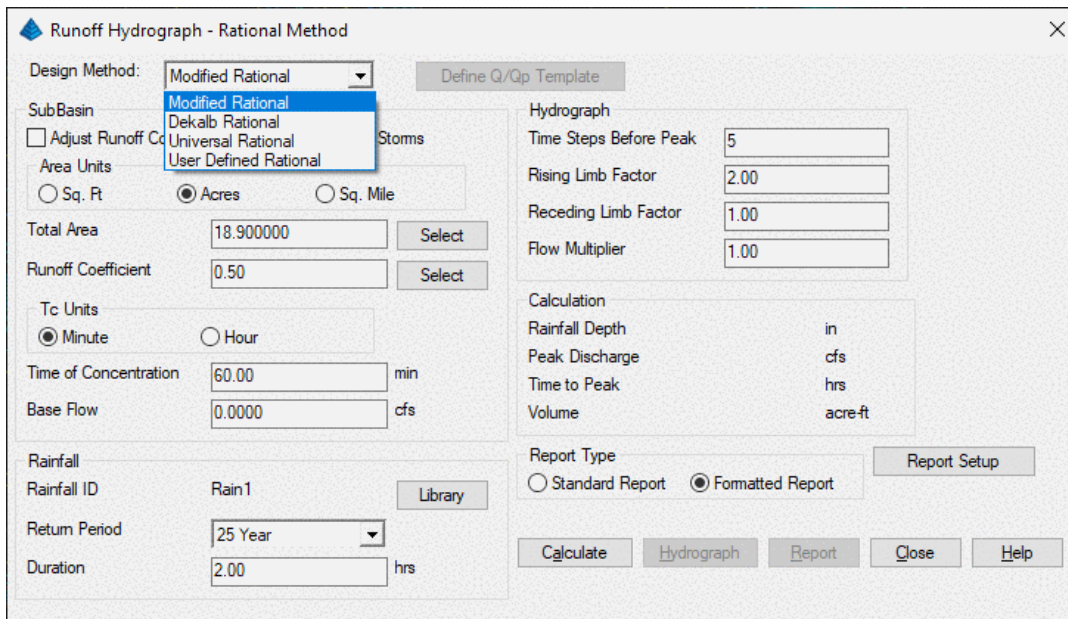 Runoff Hydrograph - Rational Method
Design Method:
Modified Rational
Define Q/Qp Template
Modified Rational
Dekalb Rational
Universal Rational
User Defined Rational
SubBasin
Adjust Runoff Co
Storms
Area Units
Sq. Ft
Acres
Sq. Mile
Total Area
18.900000
Select
Runoff Coefficient
0.50
Select
Tc Units
Minute
Hour
Time of Concentration
60.00
min
Base Flow
0.0000
cfs
Rainfall
Rainfall ID
Rain1
Library
Return Period
25 Year
Duration
2.00
hrs
Hydrograph
Time Steps Before Peak
5
Rising Limb Factor
2.00
Receding Limb Factor
1.00
Flow Multiplier
1.00
Calculation
Rainfall Depth
in
Peak Discharge
cfs
Time to Peak
hrs
Volume
acre-ft
Report Type
Standard Report
Formatted Report
Report Setup
Calculate
Hydrograph
Report
Close
Help